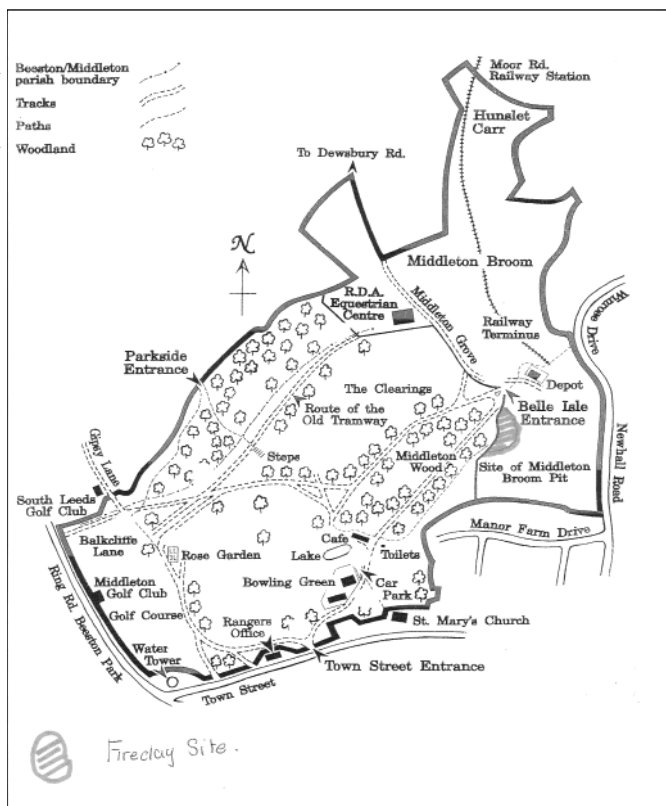 Beeston/Middleton
parish boundary
Tracks
Paths
Woodland
Moor Rd.
Railway Station
Hunslet
Carr
To Dewsbury Rd.
N
Middleton Broom
R.D.A.
Equestrian
Centre
Middleton Grove
Railway
Terminus
Winrose Drive
Parkside
Entrance
The Clearings
Depot
Route of the
Old Tramway
Belle Isle
Entrance
Gipsy Lane
Steps
Middleton
Wood
Site of Middleton
Broom Pit
Newhall Road
South Leeds
Golf Club
Manor Farm Drive
Balkcliffe
Lane
Rose Garden
Cafe
Lake
Toilets
Middleton
Golf Club
Bowling Green
Car
Park
Golf Course
Rangers
Office
St. Mary's Church
Ring Rd. Beeston Park
Water
Tower
Town Street Entrance
Town Street
Fireclay Site.